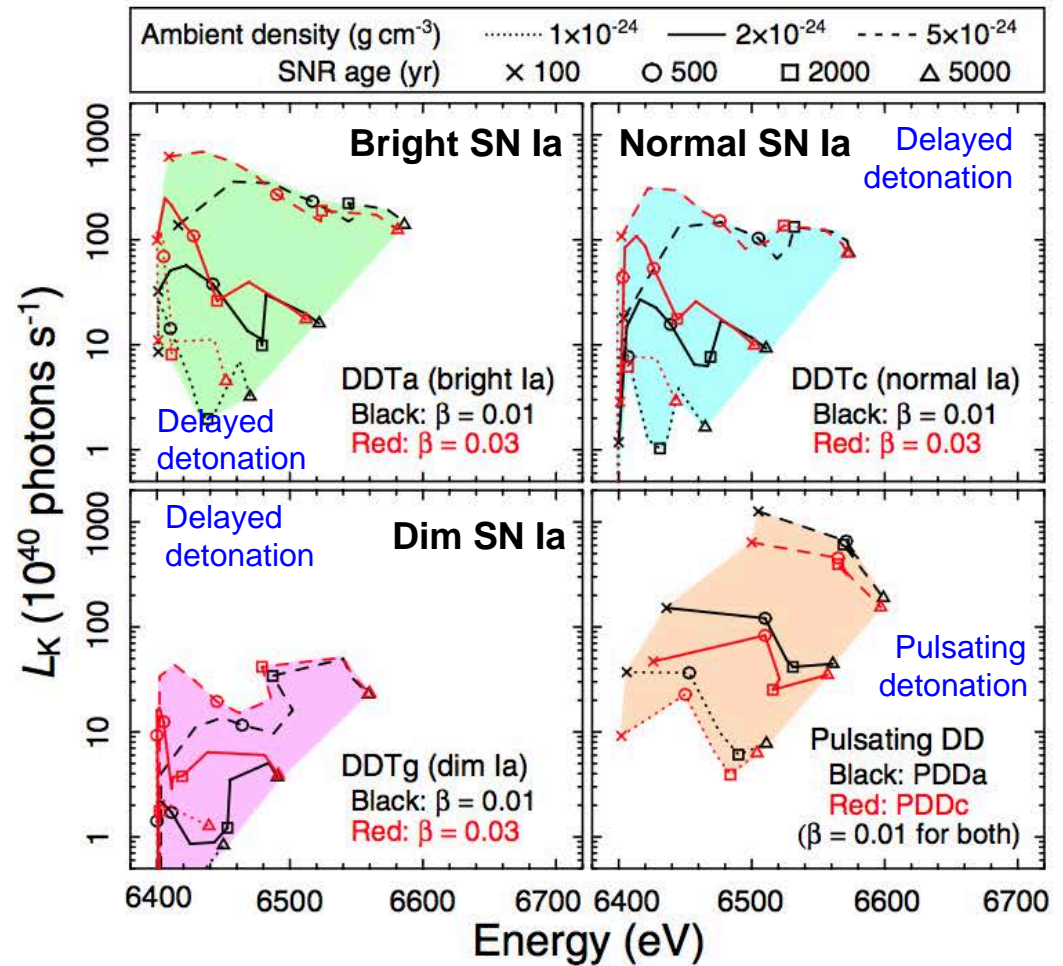 Ambient density (g cm⁻³) 1×10⁻²⁴ 2×10⁻²⁴ 5×10⁻²⁴
SNR age (yr) 100 500 2000 5000
Bright SN Ia
DDTa (bright Ia)
Black: β = 0.01
Red: β = 0.03
Delayed
detonation
Normal SN Ia
Delayed
detonation
DDTc (normal Ia)
Black: β = 0.01
Red: β = 0.03
Delayed
detonation
Dim SN Ia
DDTg (dim Ia)
Black: β = 0.01
Red: β = 0.03
Pulsating
detonation
Pulsating DD
Black: PDDa
Red: PDDc
(β = 0.01 for both)
1000
100
10
1
1000
100
10
1
L_K (10⁴⁰ photons s⁻¹)
6400 6500 6600 6700 6400 6500 6600 6700
Energy (eV)